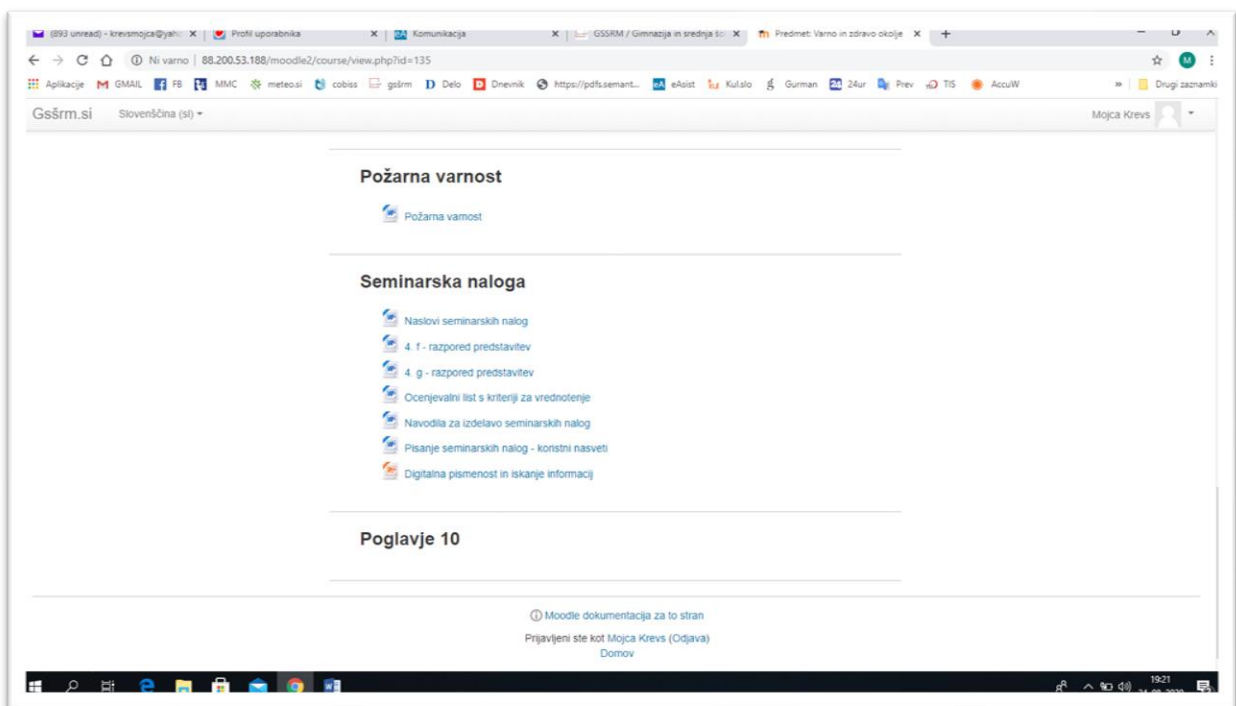 (893 unread) - krevsmojca@yah
Profil uporabnika
Komunikacija
GSŠRM / Gimnazija in srednja šo
Predmet: Varno in zdravo okolje
Ni varno | 88.200.53.188/moodle2/course/view.php?id=135
M
Aplikacije GMAIL FB MMC meteo.si cobiss gsšrm Delo Dnevnik https://pdfs.semant... eAsist Kul.slo Gurman 24ur Prev TIS AccuW » Drugi zaznamki
Gsšrm.si Slovenščina (sl) Mojca Krevs
Požarna varnost
Požarna varnost
Seminarska naloga
Naslovi seminarskih nalog
4. f - razpored predstavitev
4. g - razpored predstavitev
Ocenjevalni list s kriteriji za vrednotenje
Navodila za izdelavo seminarskih nalog
Pisanje seminarskih nalog - koristni nasveti
Digitalna pismenost in iskanje informacij
Poglavje 10
Moodle dokumentacija za to stran
Prijavljeni ste kot Mojca Krevs (Odjava)
Domov
19:21